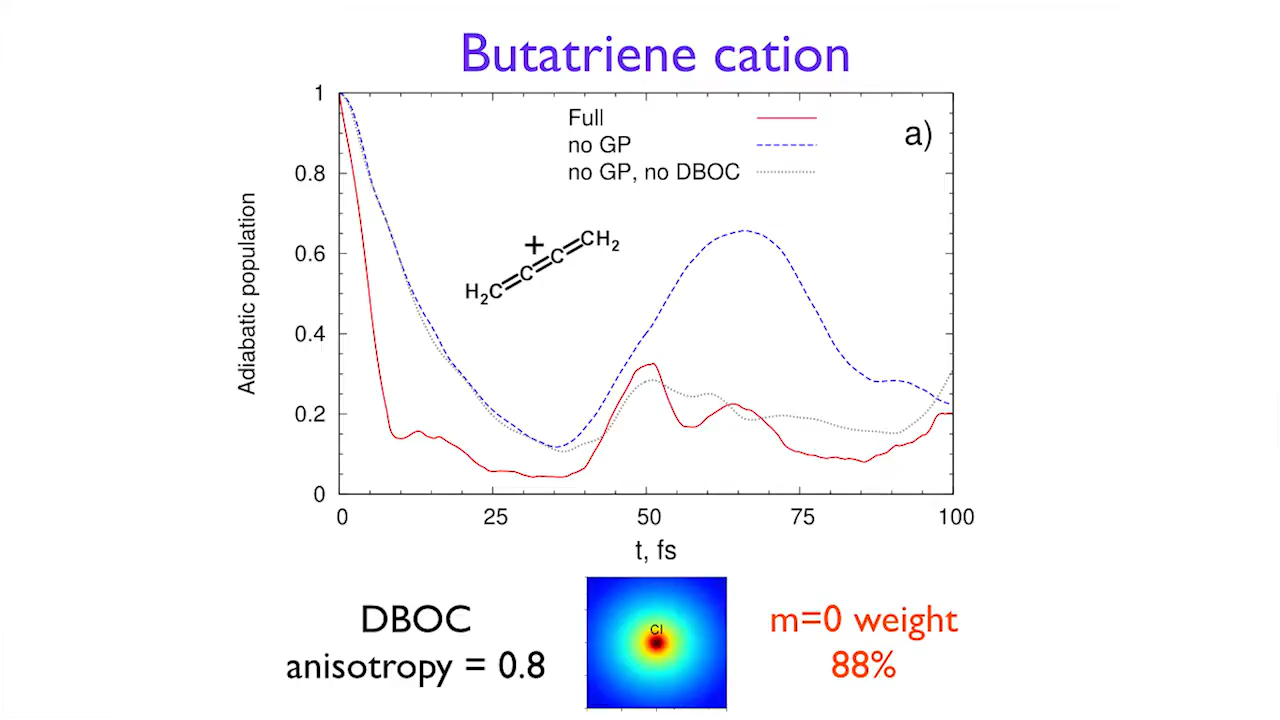 Butatriene cation
Full
no GP
no GP, no DBOC
a)
Adiabatic population
1
0.8
0.6
0.4
0.2
0
0 25 50 75 100
t, fs
+
H₂C=C=C=CH₂
DBOC
anisotropy = 0.8
CI
m=0 weight
88%